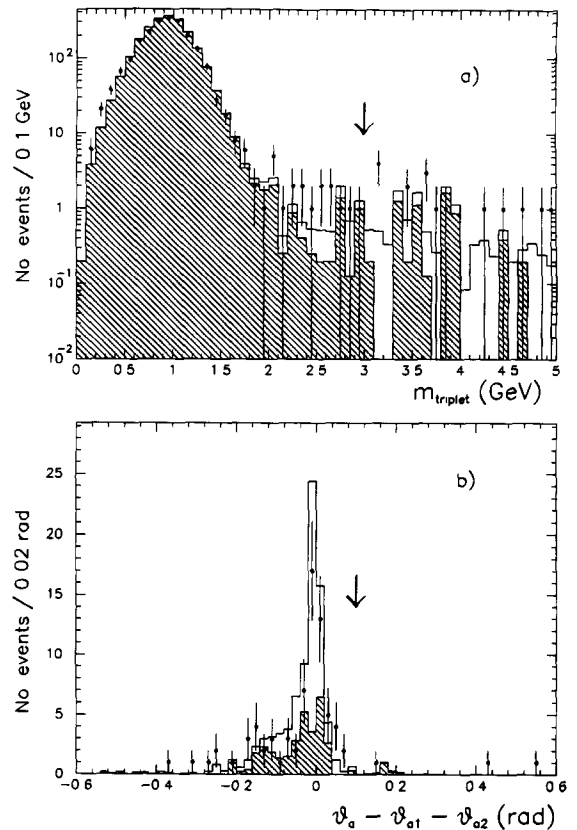 a)
No events / 0 1 GeV
10²
10
1
10⁻¹
10⁻²
0 0 5 1 1 5 2 2 5 3 3 5 4 4 5 5
m_triplet (GeV)
b)
No events / 0 02 rad
25
20
15
10
5
0
-0 6 -0 4 -0 2 0 0 2 0 4 0 6
ϑ_a - ϑ_a1 - ϑ_a2 (rad)